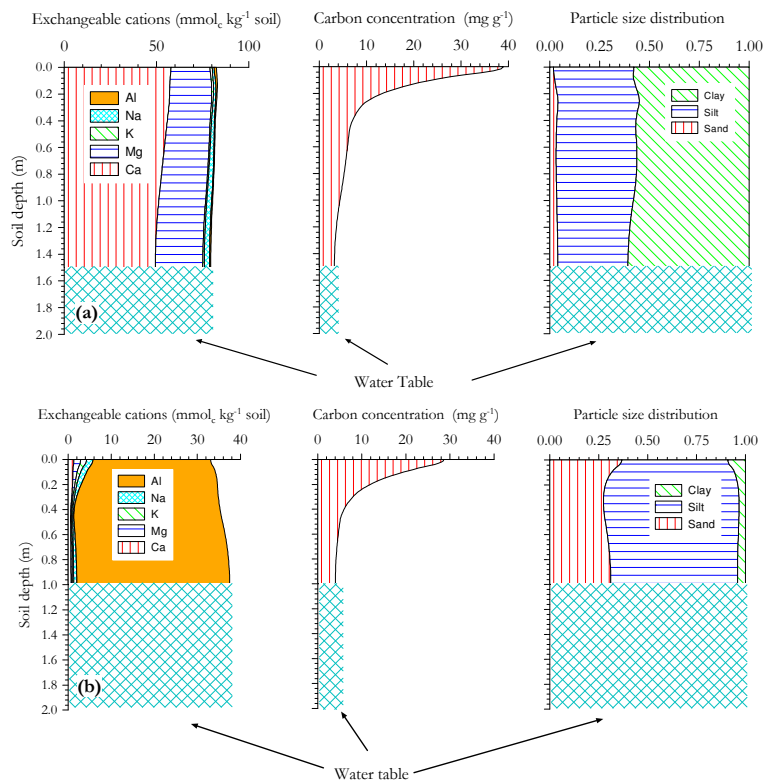 Exchangeable cations (mmolc kg-1 soil) Carbon concentration (mg g-1) Particle size distribution
0 50 100 0 10 20 30 40 0.00 0.25 0.50 0.75 1.00
0.0
0.2
0.4
0.6
0.8
1.0
1.2
1.4
1.6
1.8
2.0
Soil depth (m)
Al
Na
K
Mg
Ca
Clay
Silt
Sand
(a)
Water Table
Exchangeable cations (mmolc kg-1 soil) Carbon concentration (mg g-1) Particle size distribution
0 10 20 30 40 0 10 20 30 40 0.00 0.25 0.50 0.75 1.00
0.0
0.2
0.4
0.6
0.8
1.0
1.2
1.4
1.6
1.8
2.0
Soil depth (m)
Al
Na
K
Mg
Ca
Clay
Silt
Sand
(b)
Water table